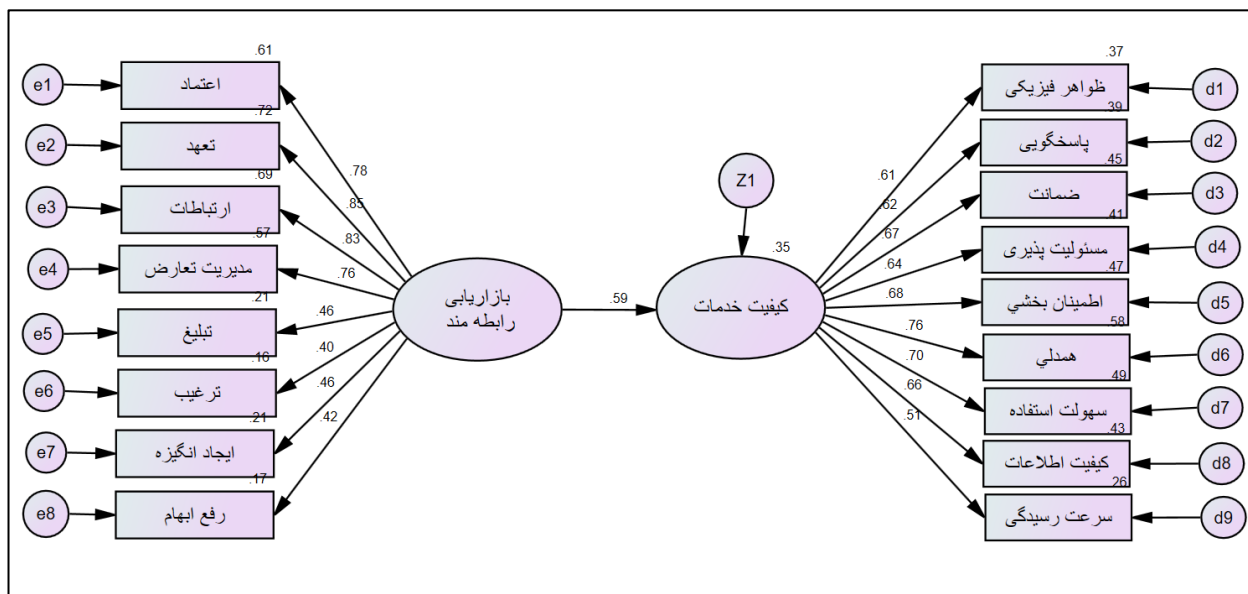 .61
e1
اعتماد
.72
e2
تعهد
.69
e3
ارتباطات
.57
e4
مدیریت تعارض
.21
e5
تبلیغ
.16
e6
ترغیب
.21
e7
ایجاد انگیزه
.17
e8
رفع ابهام
.78
.85
.83
.76
.46
.40
.46
.42
بازاریابی
رابطه مند
.59
Z1
.35
کیفیت خدمات
.61
.62
.67
.64
.68
.76
.70
.66
.51
.37
ظواهر فیزیکی
d1
.39
پاسخگویی
d2
.45
ضمانت
d3
.41
مسئولیت پذیری
d4
.47
اطمینان بخشي
d5
.58
همدلي
d6
.49
سهولت استفاده
d7
.43
کیفیت اطلاعات
d8
.26
سرعت رسیدگی
d9